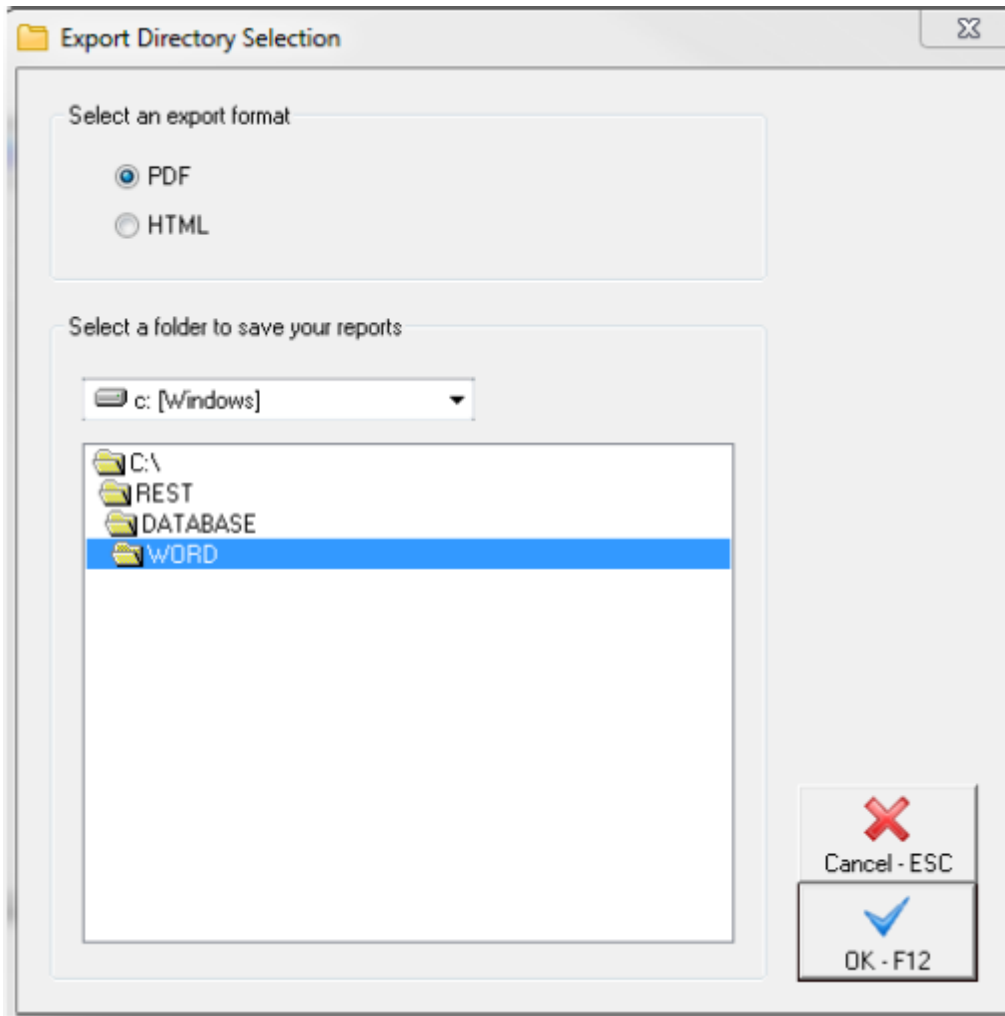 Export Directory Selection
Select an export format
PDF
HTML
Select a folder to save your reports
c: [Windows]
C:\
REST
DATABASE
WORD
Cancel - ESC
OK - F12